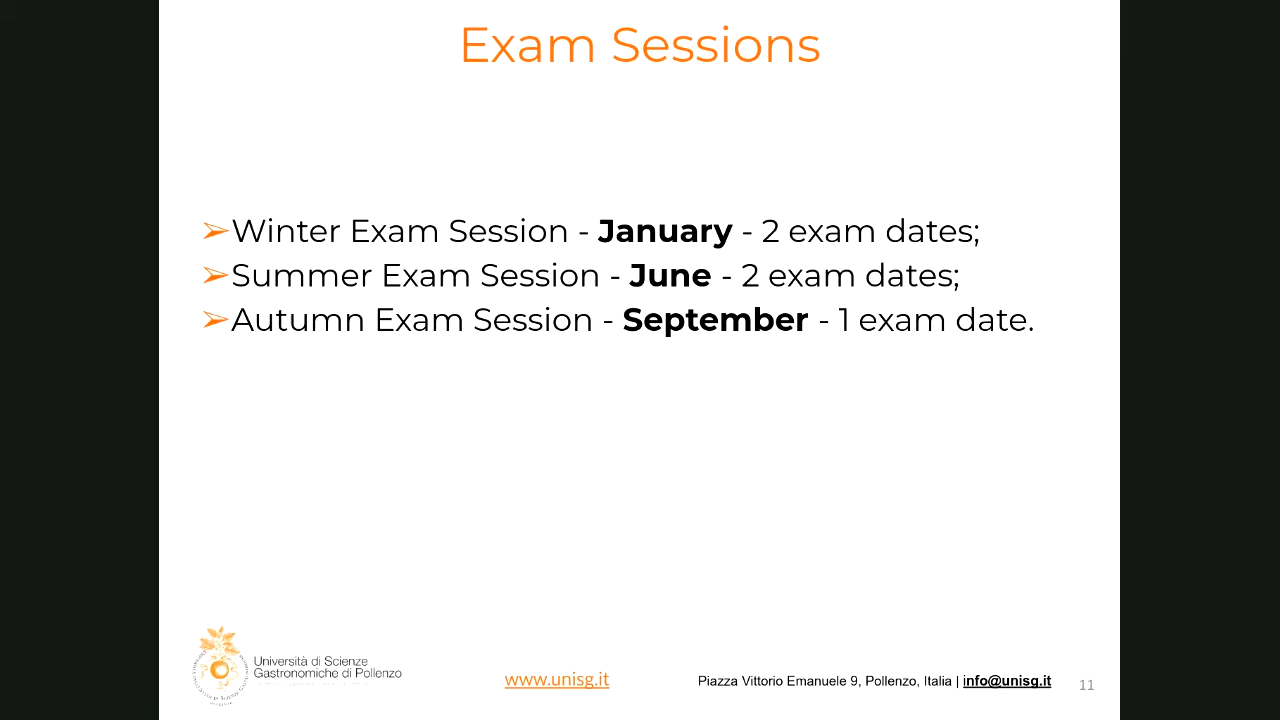 Exam Sessions
➢Winter Exam Session - January - 2 exam dates;
➢Summer Exam Session - June - 2 exam dates;
➢Autumn Exam Session - September - 1 exam date.
Università di Scienze
Gastronomiche di Pollenzo
www.unisg.it
Piazza Vittorio Emanuele 9, Pollenzo, Italia | info@unisg.it
11